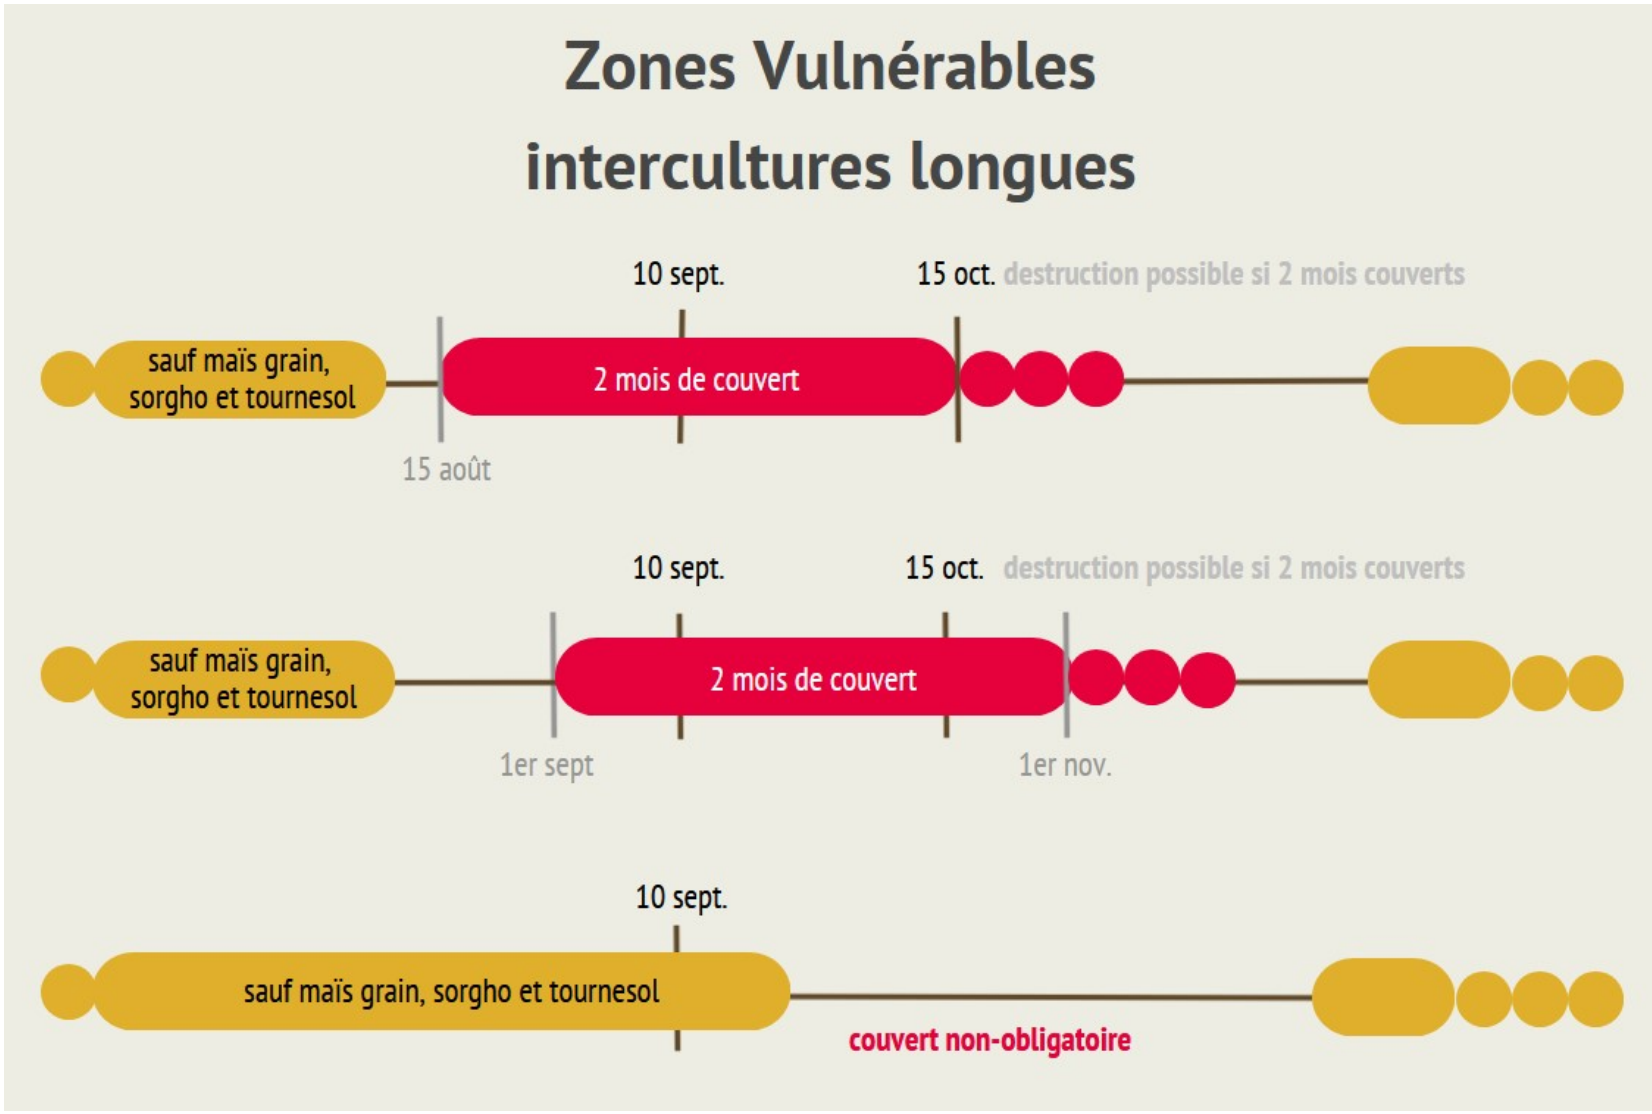 Zones Vulnérables
intercultures longues
10 sept.
15 oct. destruction possible si 2 mois couverts
sauf maïs grain,
sorgho et tournesol
2 mois de couvert
15 août
10 sept.
15 oct. destruction possible si 2 mois couverts
sauf maïs grain,
sorgho et tournesol
2 mois de couvert
1er sept
1er nov.
10 sept.
sauf maïs grain, sorgho et tournesol
couvert non-obligatoire